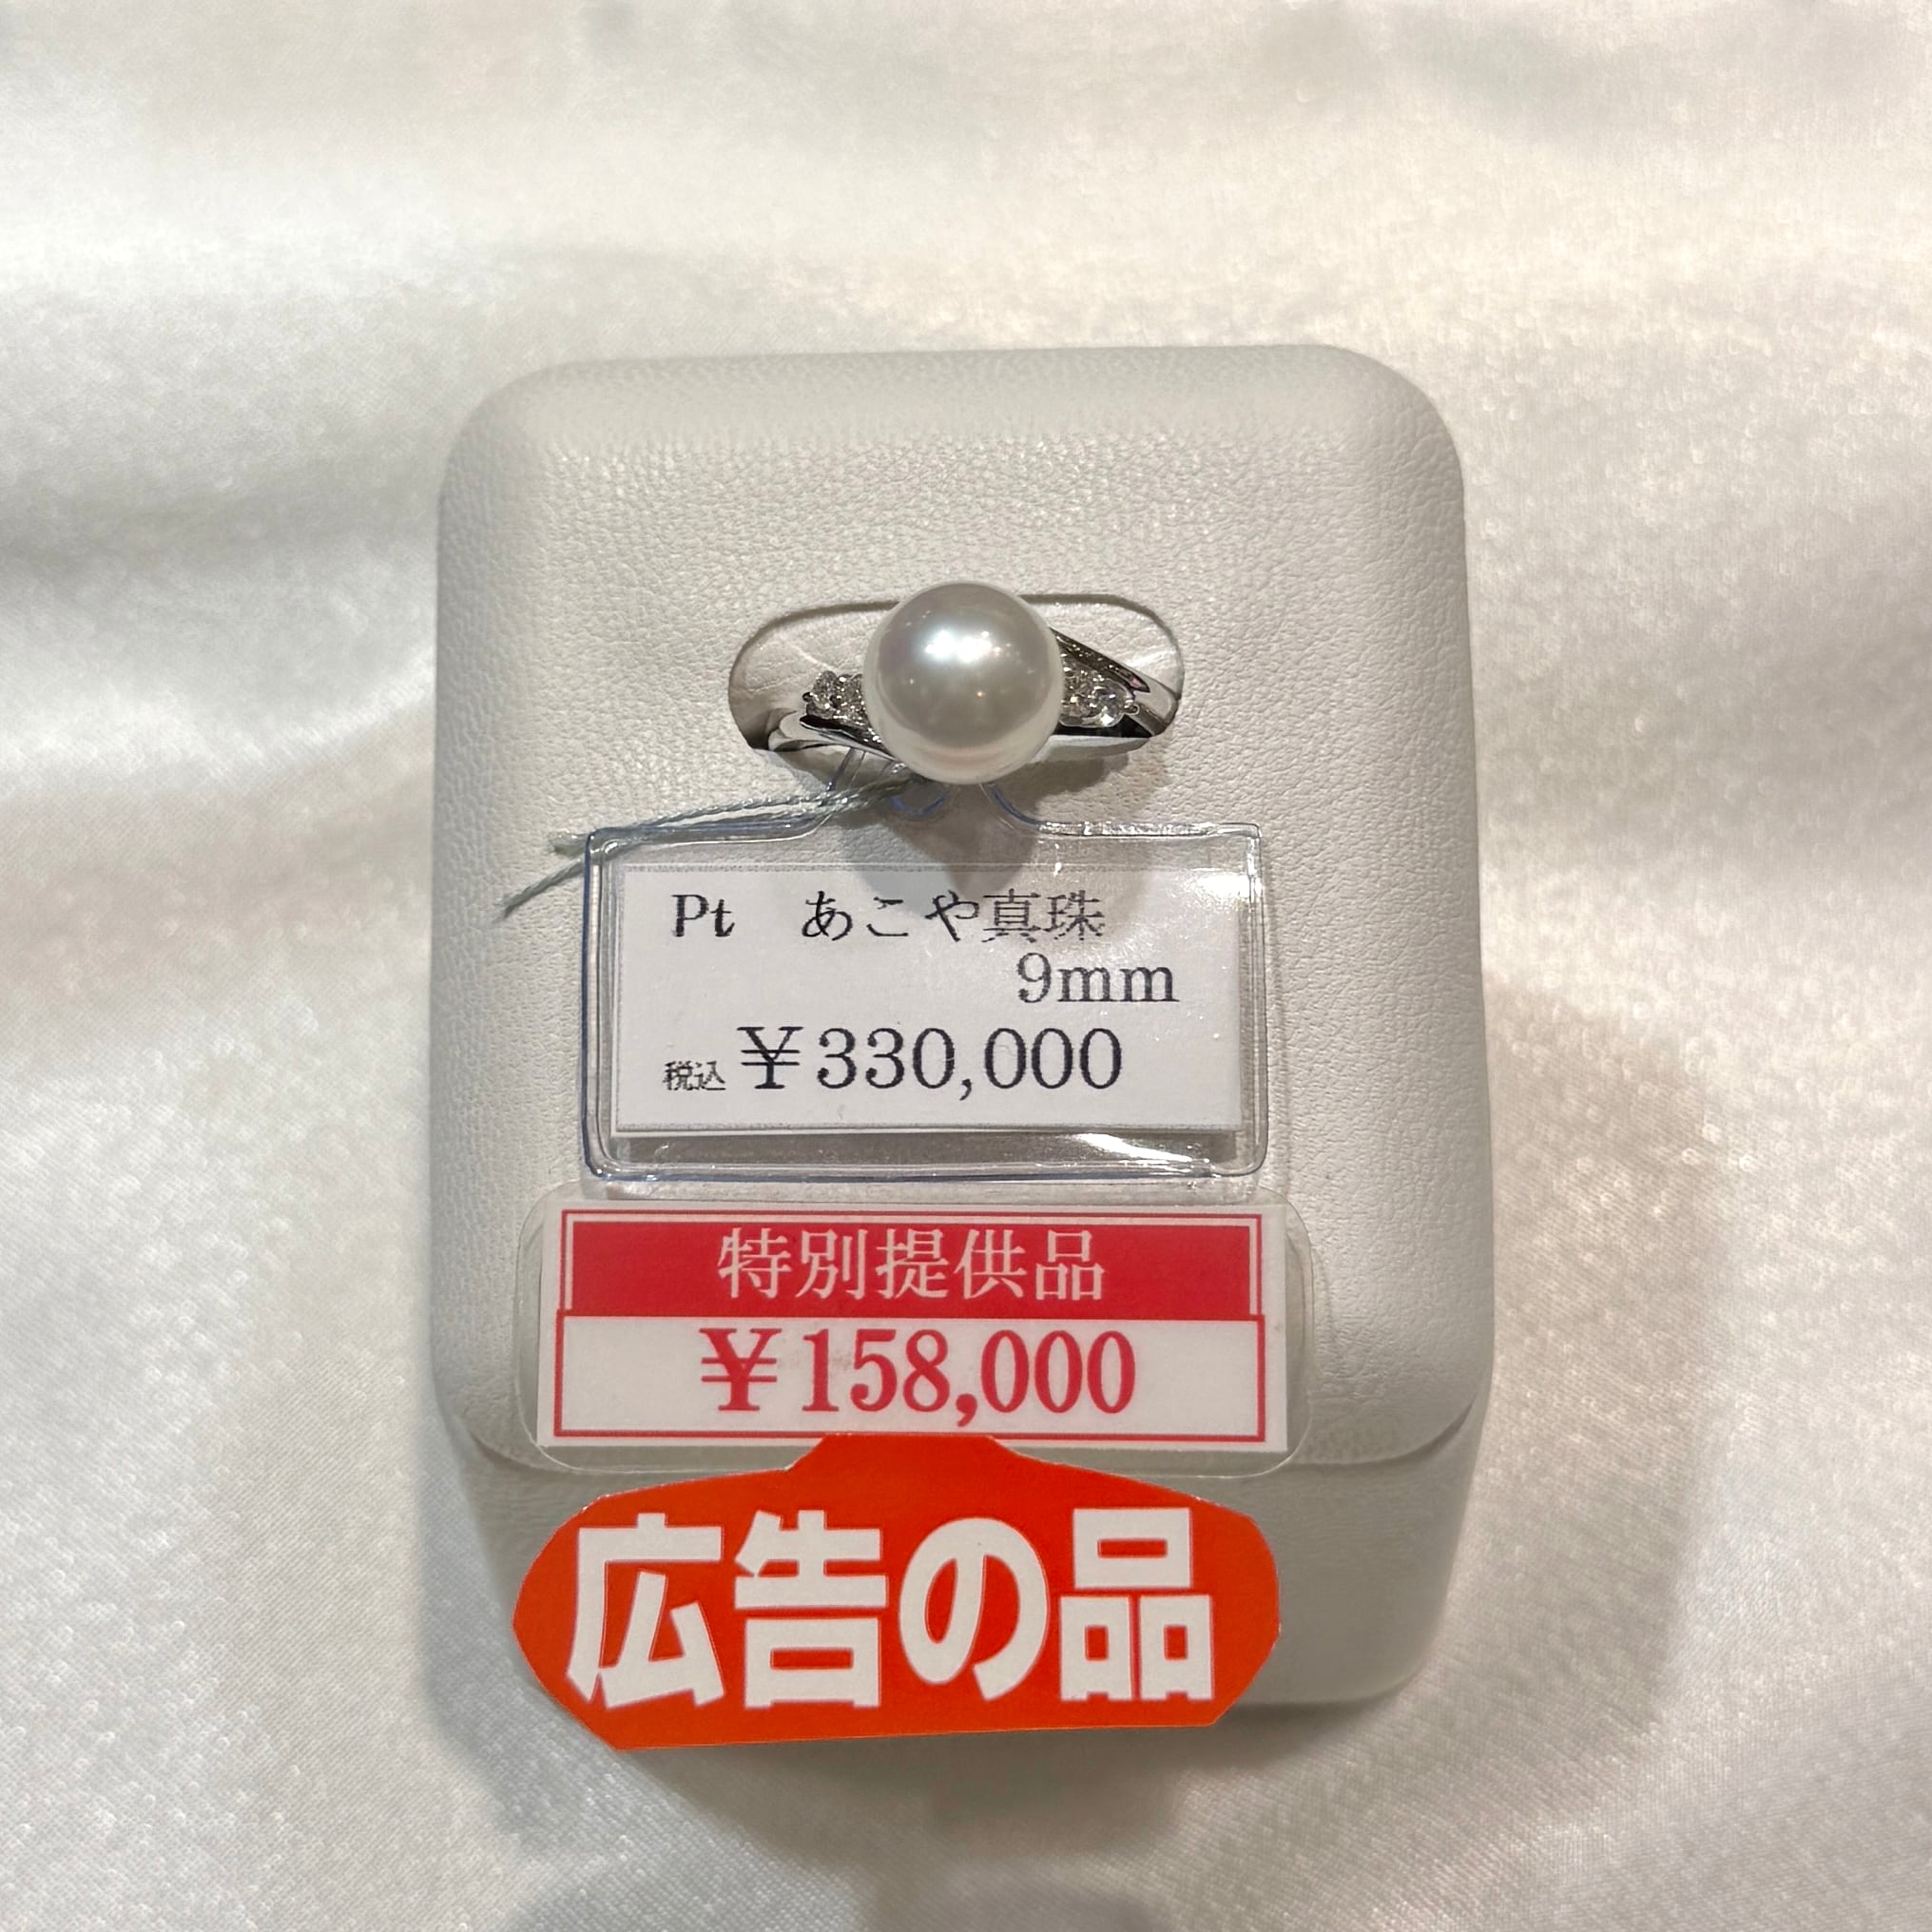 Pt　あこや真珠
9mm
税込 ¥330,000
特別提供品
¥158,000
広告の品